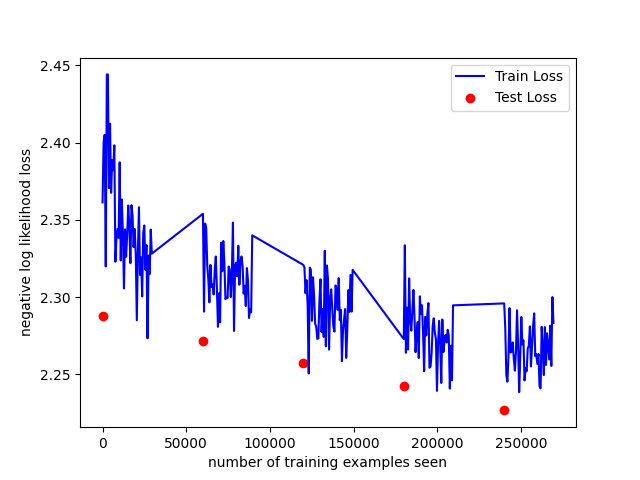 2.45
2.40
2.35
2.30
2.25
negative log likelihood loss
Train Loss
Test Loss
0
50000
100000
150000
200000
250000
number of training examples seen